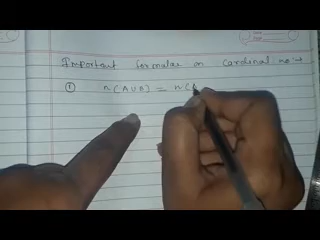 Important formulae on Cardinal no. →
① n(A∪B) = n(